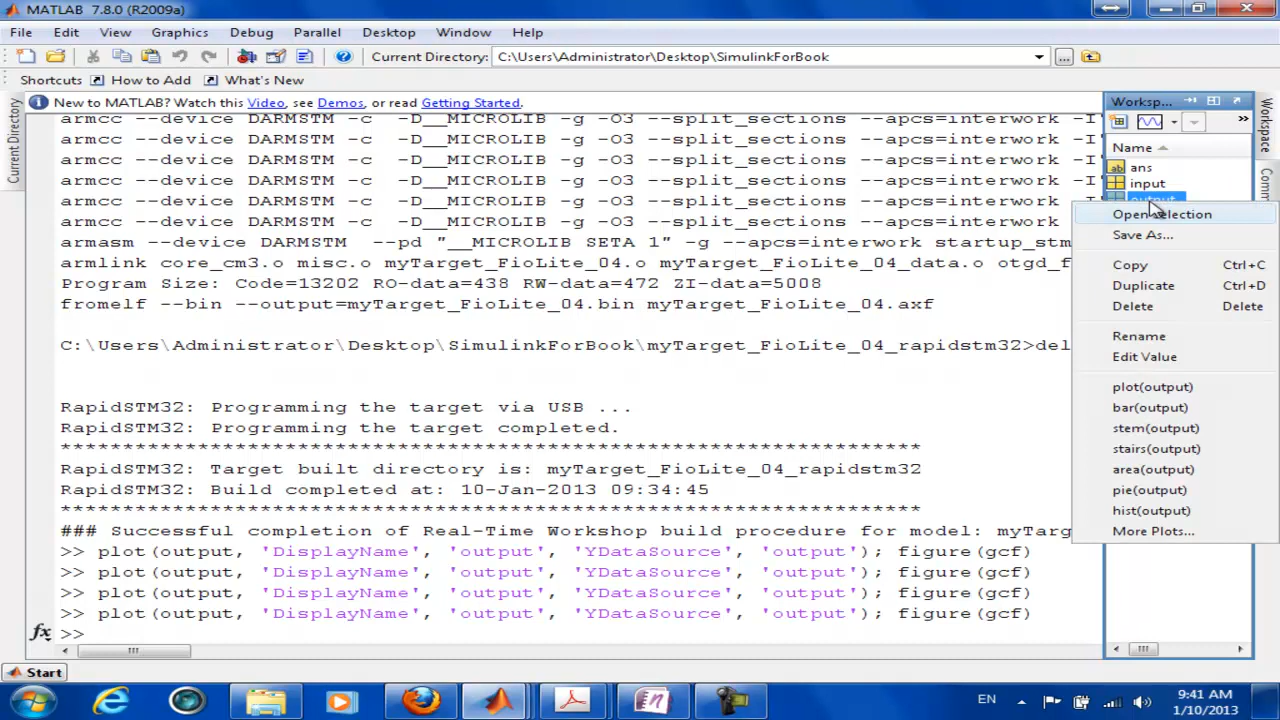 MATLAB 7.8.0 (R2009a)
File Edit View Graphics Debug Parallel Desktop Window Help
Current Directory: C:\Users\Administrator\Desktop\SimulinkForBook
Shortcuts How to Add What's New
Current Directory
New to MATLAB? Watch this Video, see Demos, or read Getting Started.
armcc --device DARMSTM -c -D__MICROLIB -g -O3 --split_sections --apcs=interwork -I
armcc --device DARMSTM -c -D__MICROLIB -g -O3 --split_sections --apcs=interwork -I
armcc --device DARMSTM -c -D__MICROLIB -g -O3 --split_sections --apcs=interwork -I
armcc --device DARMSTM -c -D__MICROLIB -g -O3 --split_sections --apcs=interwork -I
armcc --device DARMSTM -c -D__MICROLIB -g -O3 --split_sections --apcs=interwork -I
armcc --device DARMSTM -c -D__MICROLIB -g -O3 --split_sections --apcs=interwork
armasm --device DARMSTM --pd "__MICROLIB SETA 1" -g --apcs=interwork startup_stm
armlink core_cm3.o misc.o myTarget_FioLite_04.o myTarget_FioLite_04_data.o otgd_f
Program Size: Code=13202 RO-data=438 RW-data=472 ZI-data=5008
fromelf --bin --output=myTarget_FioLite_04.bin myTarget_FioLite_04.axf
C:\Users\Administrator\Desktop\SimulinkForBook\myTarget_FioLite_04_rapidstm32>del
RapidSTM32: Programming the target via USB ...
RapidSTM32: Programming the target completed.
**********************************************************************
RapidSTM32: Target built directory is: myTarget_FioLite_04_rapidstm32
RapidSTM32: Build completed at: 10-Jan-2013 09:34:45
**********************************************************************
### Successful completion of Real-Time Workshop build procedure for model: myTarg
>> plot(output, 'DisplayName', 'output', 'YDataSource', 'output'); figure(gcf)
>> plot(output, 'DisplayName', 'output', 'YDataSource', 'output'); figure(gcf)
>> plot(output, 'DisplayName', 'output', 'YDataSource', 'output'); figure(gcf)
>> plot(output, 'DisplayName', 'output', 'YDataSource', 'output'); figure(gcf)
fx >>
Worksp...
Name
ans
input
output
Open Selection
Save As...
Copy Ctrl+C
Duplicate Ctrl+D
Delete Delete
Rename
Edit Value
plot(output)
bar(output)
stem(output)
stairs(output)
area(output)
pie(output)
hist(output)
More Plots...
Workspace
Comm
Start
EN
9:41 AM
1/10/2013